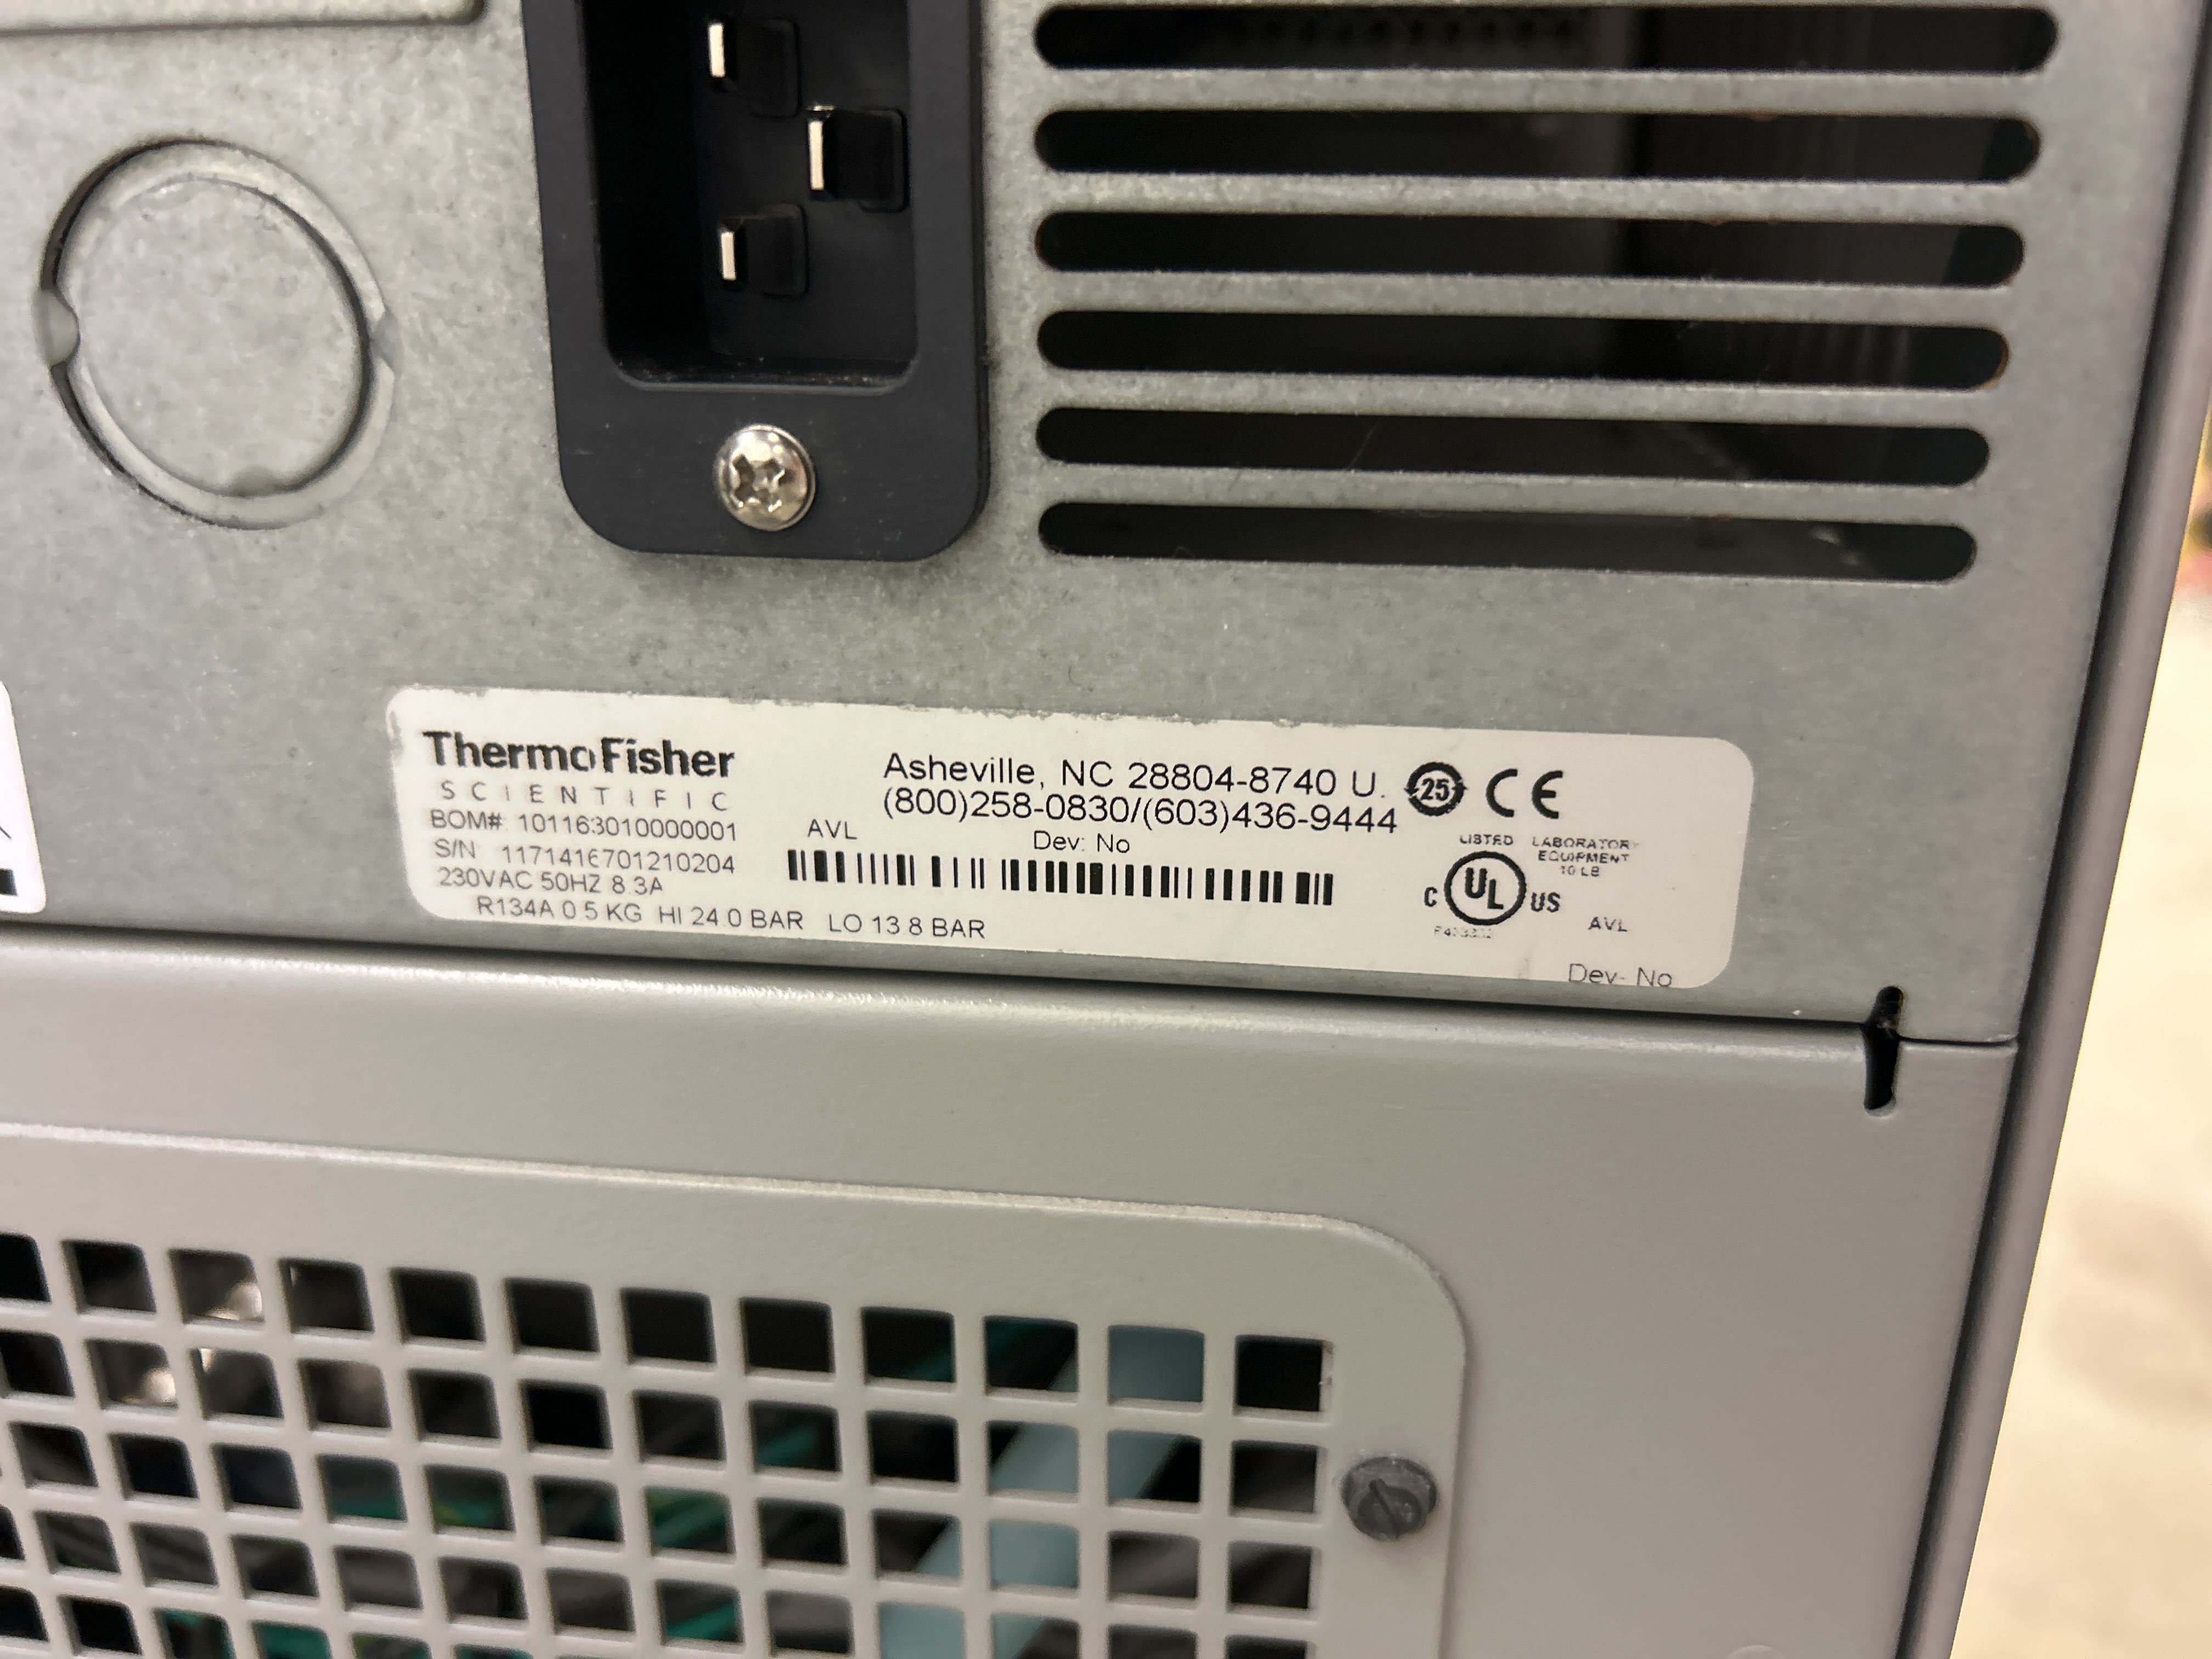 ThermoFisher
SCIENTIFIC
BOM# 101163010000001
S/N 1171416701210204
230VAC 50HZ 8.3A
R134A 0.5 KG HI 24.0 BAR LO 13.8 BAR
AVL
Asheville, NC 28804-8740 U.
(800)258-0830/(603)436-9444
Dev: No
25
CE
LISTED LABORATORY
EQUIPMENT
10LB
C UL US
AVL
Dev- No